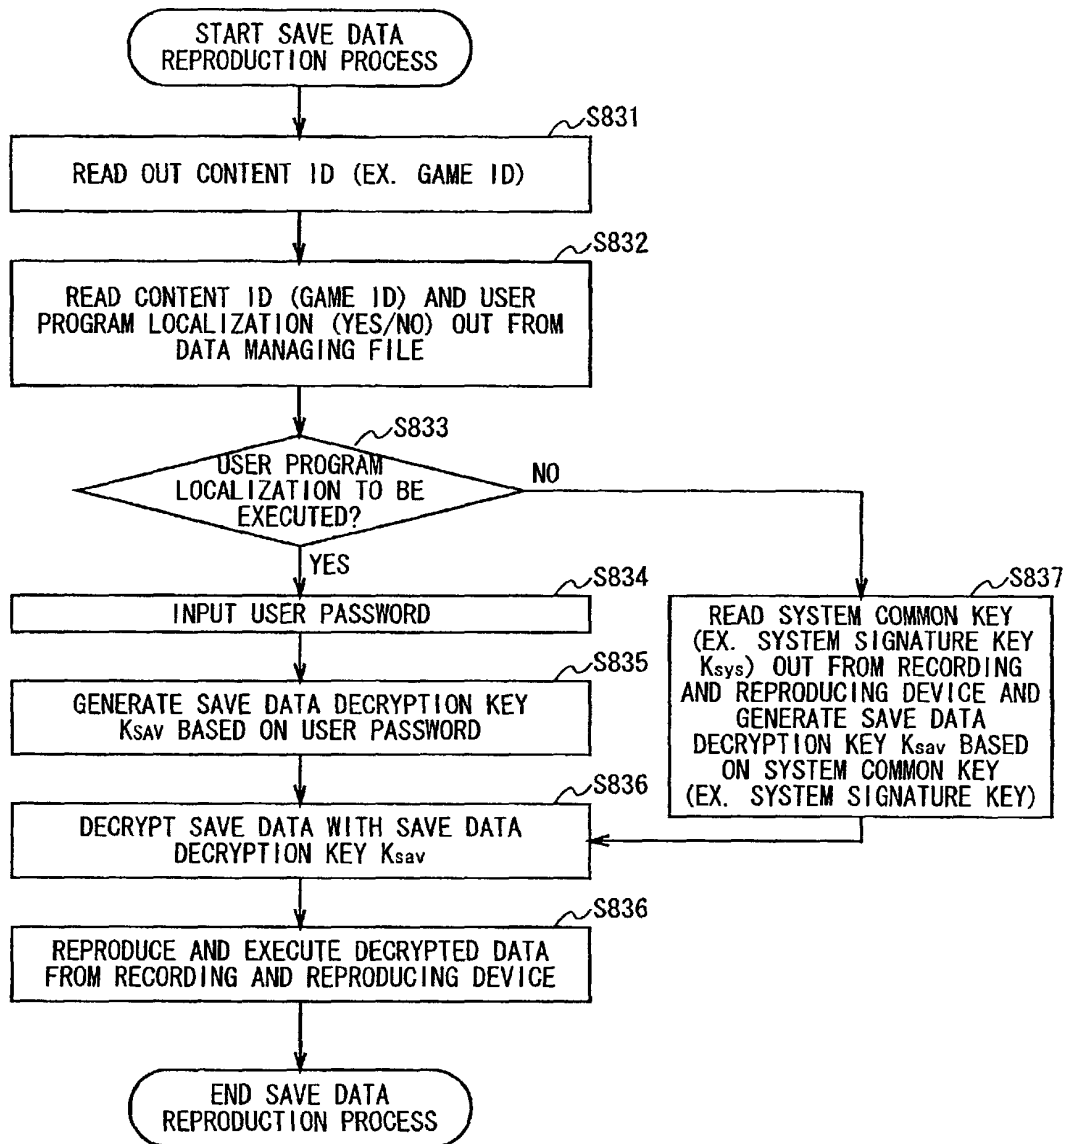 START SAVE DATA
REPRODUCTION PROCESS
S831
READ OUT CONTENT ID (EX. GAME ID)
S832
READ CONTENT ID (GAME ID) AND USER
PROGRAM LOCALIZATION (YES/NO) OUT FROM
DATA MANAGING FILE
S833
USER PROGRAM
LOCALIZATION TO BE
EXECUTED?
NO
YES
S834
INPUT USER PASSWORD
S835
GENERATE SAVE DATA DECRYPTION KEY
KSAV BASED ON USER PASSWORD
S837
READ SYSTEM COMMON KEY
(EX. SYSTEM SIGNATURE KEY
Ksys) OUT FROM RECORDING
AND REPRODUCING DEVICE AND
GENERATE SAVE DATA
DECRYPTION KEY Ksav BASED
ON SYSTEM COMMON KEY
(EX. SYSTEM SIGNATURE KEY)
S836
DECRYPT SAVE DATA WITH SAVE DATA
DECRYPTION KEY Ksav
S836
REPRODUCE AND EXECUTE DECRYPTED DATA
FROM RECORDING AND REPRODUCING DEVICE
END SAVE DATA
REPRODUCTION PROCESS